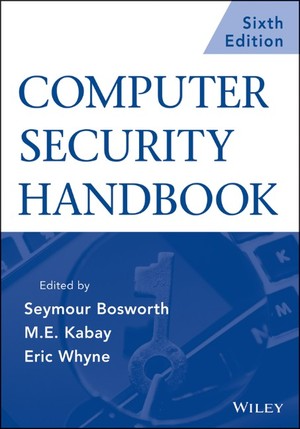 Sixth
Edition
COMPUTER
SECURITY
HANDBOOK
Edited by
Seymour Bosworth
M.E. Kabay
Eric Whyne
WILEY